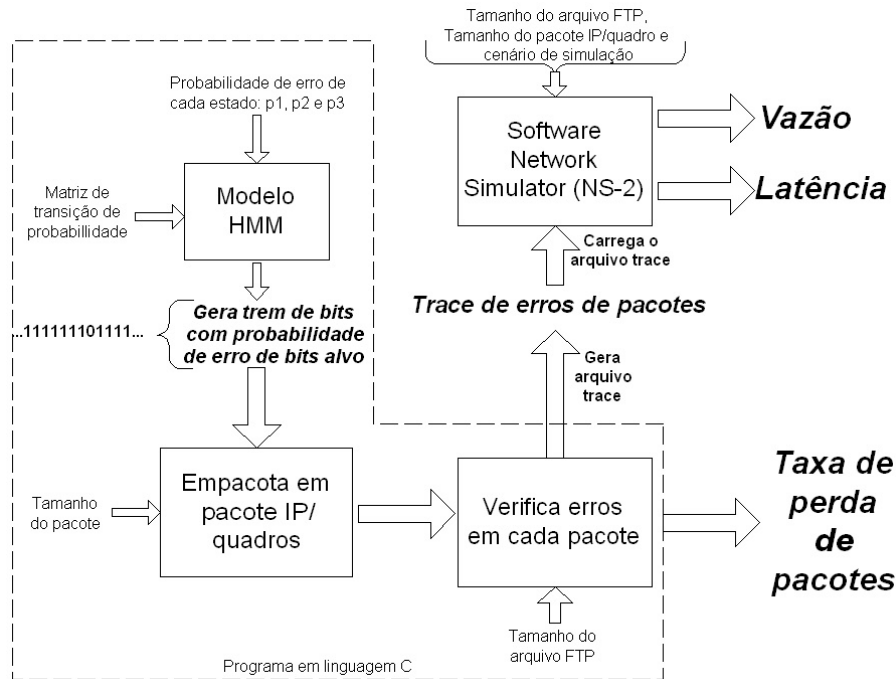 Tamanho do arquivo FTP,
Tamanho do pacote IP/quadro e
cenário de simulação
Probabilidade de erro de
cada estado: p1, p2 e p3
Software
Network
Simulator (NS-2)
Vazão
Latência
Matriz de
transição de
probabillidade
Modelo
HMM
Carrega o
arquivo trace
Trace de erros de pacotes
...111111101111...
Gera trem de bits
com probabilidade
de erro de bits alvo
Gera
arquivo
trace
Tamanho
do pacote
Empacota em
pacote IP/
quadros
Verifica erros
em cada pacote
Taxa de
perda
de
pacotes
Tamanho do
arquivo FTP
Programa em linguagem C